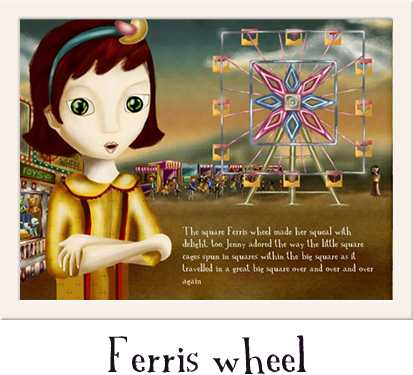 WHEEL
TOYS
The square Ferris wheel made her squeal with
delight, too. Jenny adored the way the little square
cages spun in squares within the big square as it
travelled in a great big square over and over and over
again
Ferris wheel